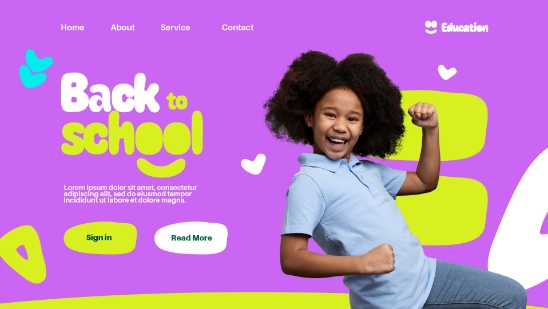 Home About Service Contact
Education
Back to
school
Lorem ipsum dolor sit amet, consectetur
adipiscing elit, sed do eiusmod tempor
incididunt ut labore et dolore magna.
Sign in Read More